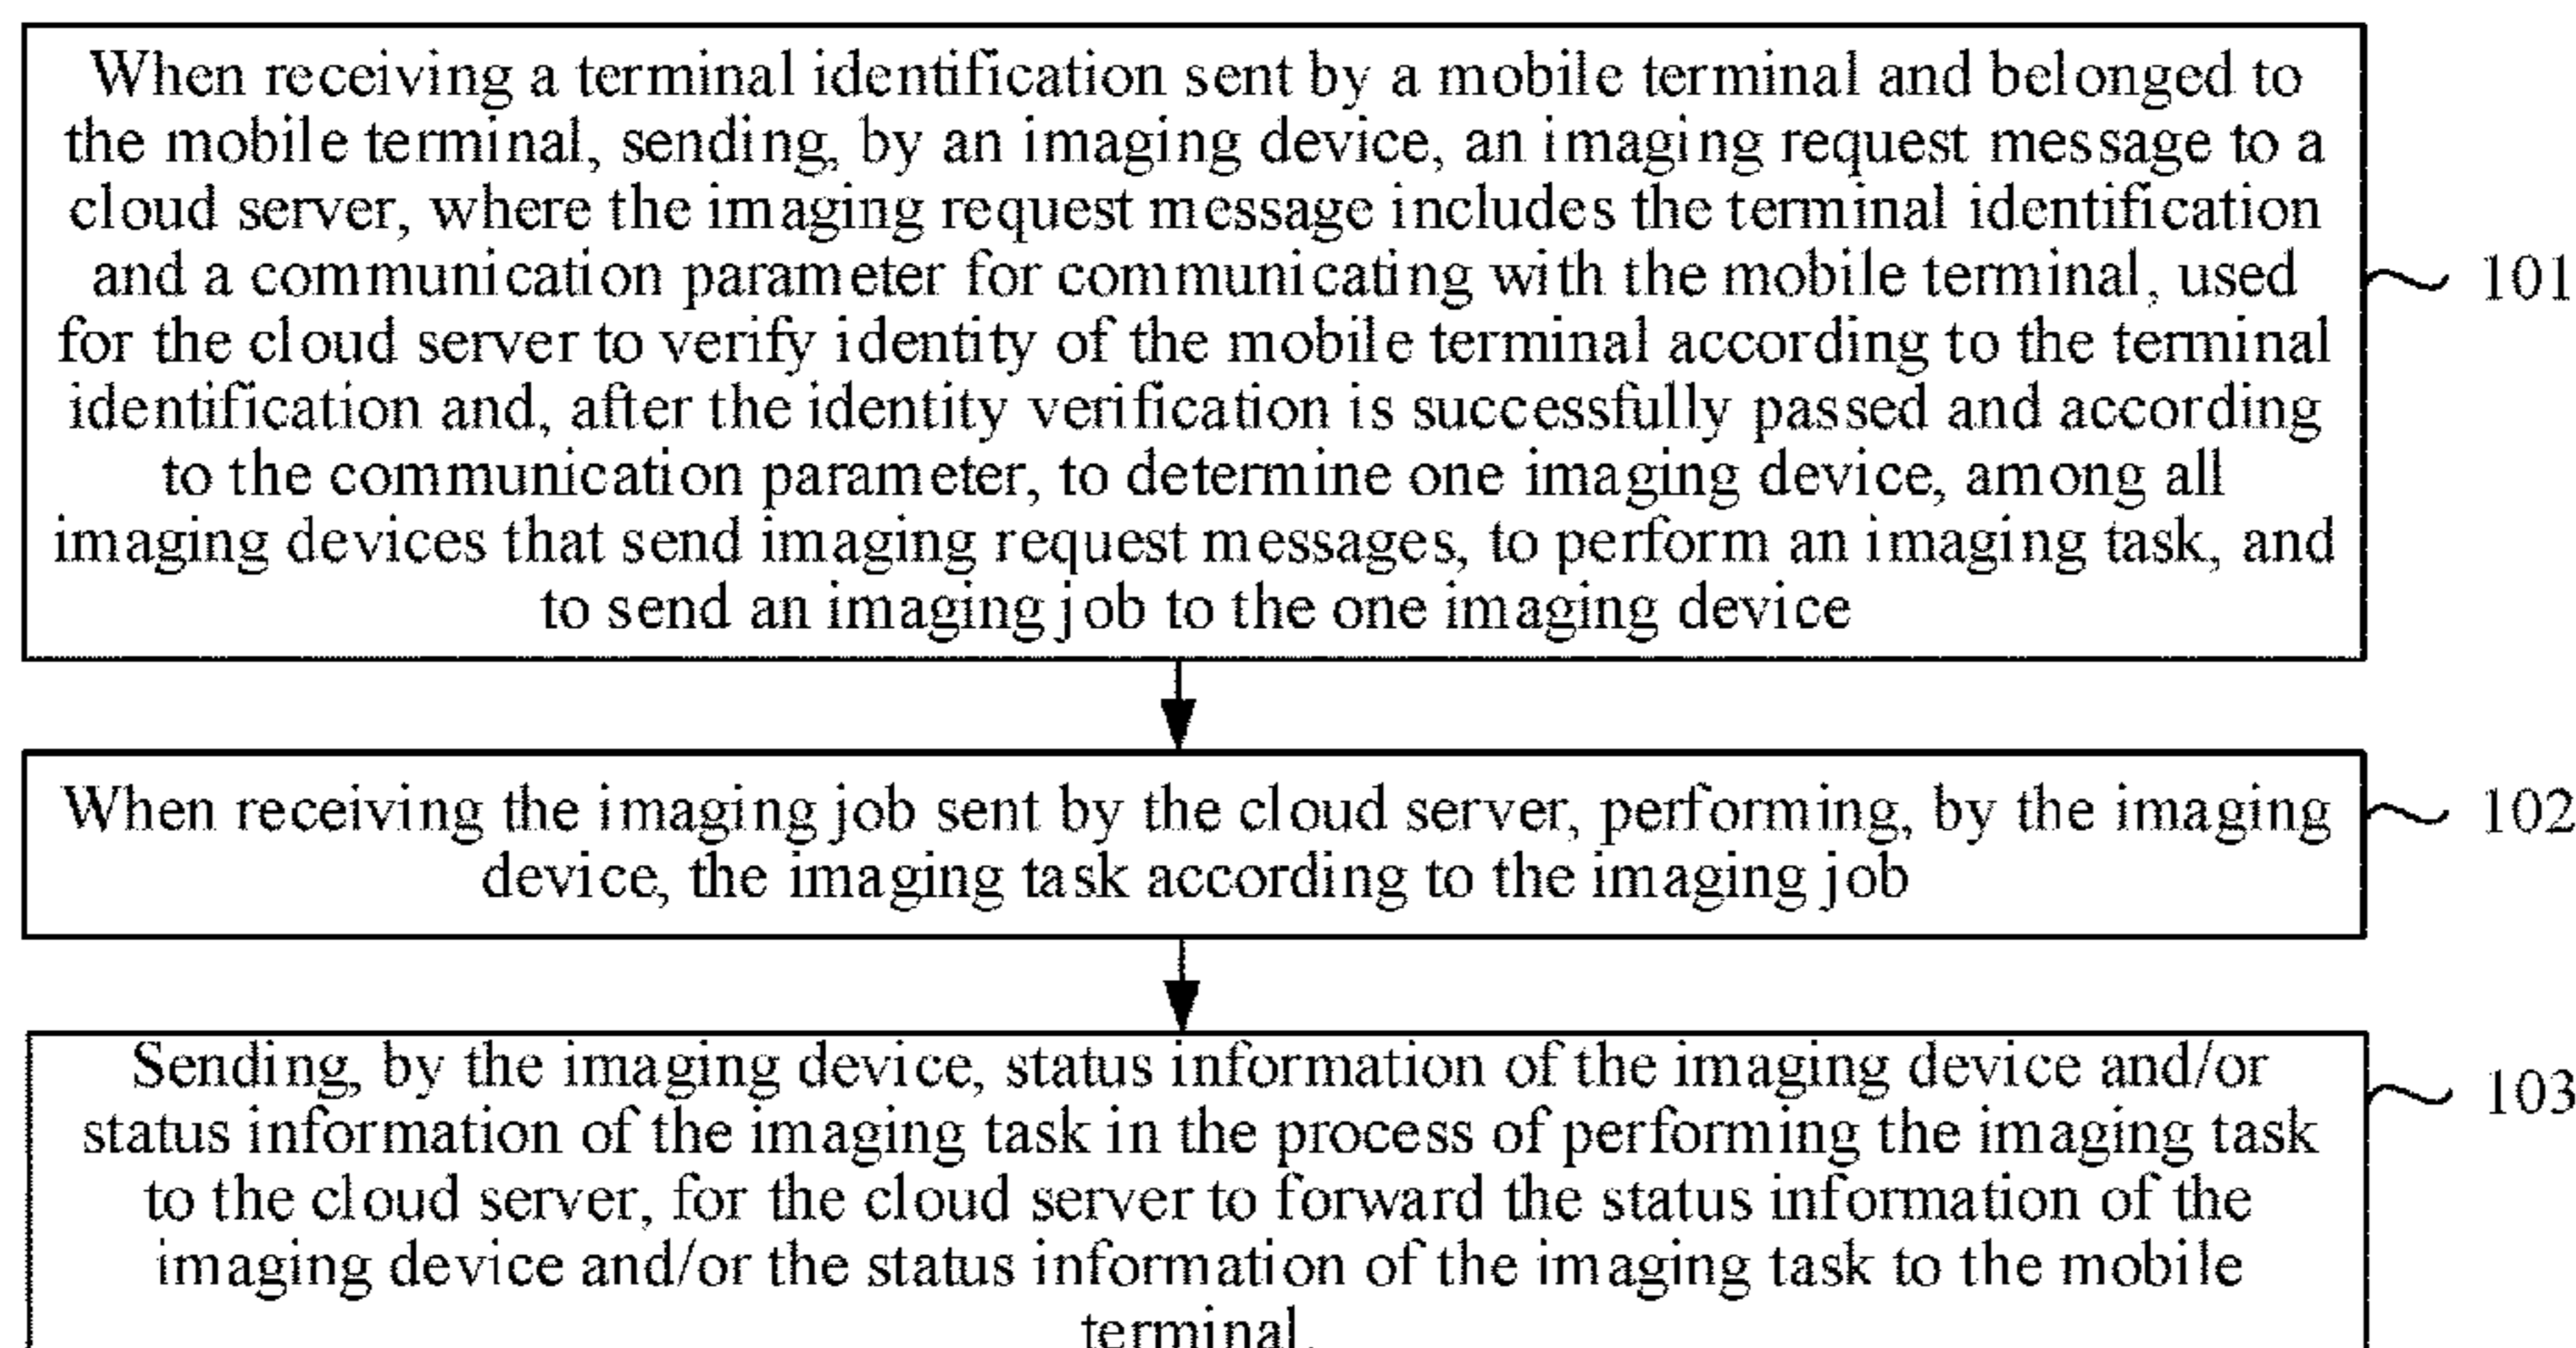 When receiving a terminal identification sent by a mobile terminal and belonged to
the mobile terminal, sending, by an imaging device, an imaging request message to a
cloud server, where the imaging request message includes the terminal identification
and a communication parameter for communicating with the mobile terminal, used
for the cloud server to verify identity of the mobile terminal according to the terminal
identification and, after the identity verification is successfully passed and according
to the communication parameter, to determine one imaging device, among all
imaging devices that send imaging request messages, to perform an imaging task, and
to send an imaging job to the one imaging device
101
When receiving the imaging job sent by the cloud server, performing, by the imaging
device, the imaging task according to the imaging job
102
Sending, by the imaging device, status information of the imaging device and/or
status information of the imaging task in the process of performing the imaging task
to the cloud server, for the cloud server to forward the status information of the
imaging device and/or the status information of the imaging task to the mobile
terminal.
103